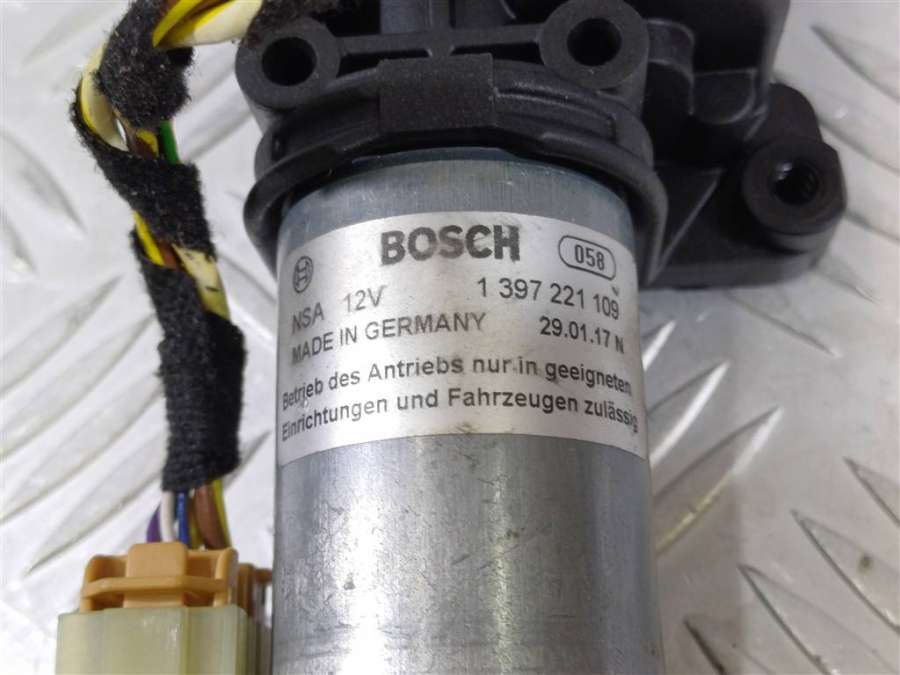 BOSCH 058
NSA 12V 1 397 221 109
MADE IN GERMANY 29.01.17 N
Betrieb des Antriebs nur in geeigneten
Einrichtungen und Fahrzeugen zulässig